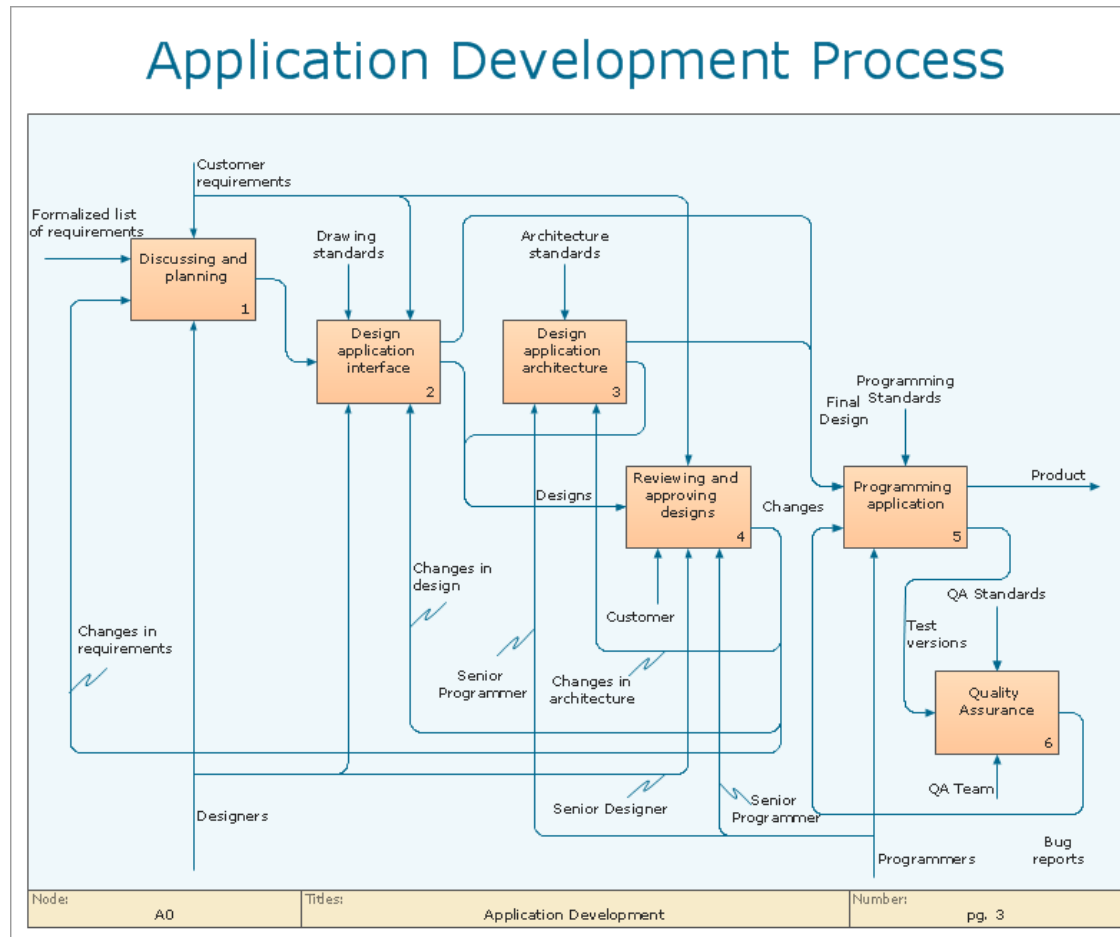 Application Development Process
Customer
requirements
Formalized list
of requirements
Drawing
standards
Architecture
standards
Discussing and
planning
1
Design
application
interface
2
Design
application
architecture
3
Programming
Standards
Final
Design
Reviewing and
approving
designs
4
Designs
Changes
Programming
application
5
Product
Changes in
design
Customer
QA Standards
Test
versions
Changes in
requirements
Senior
Programmer
Changes in
architecture
Quality
Assurance
6
QA Team
Senior Designer
Senior
Programmer
Designers
Bug
reports
Programmers
Node:
A0
Titles:
Application Development
Number:
pg. 3